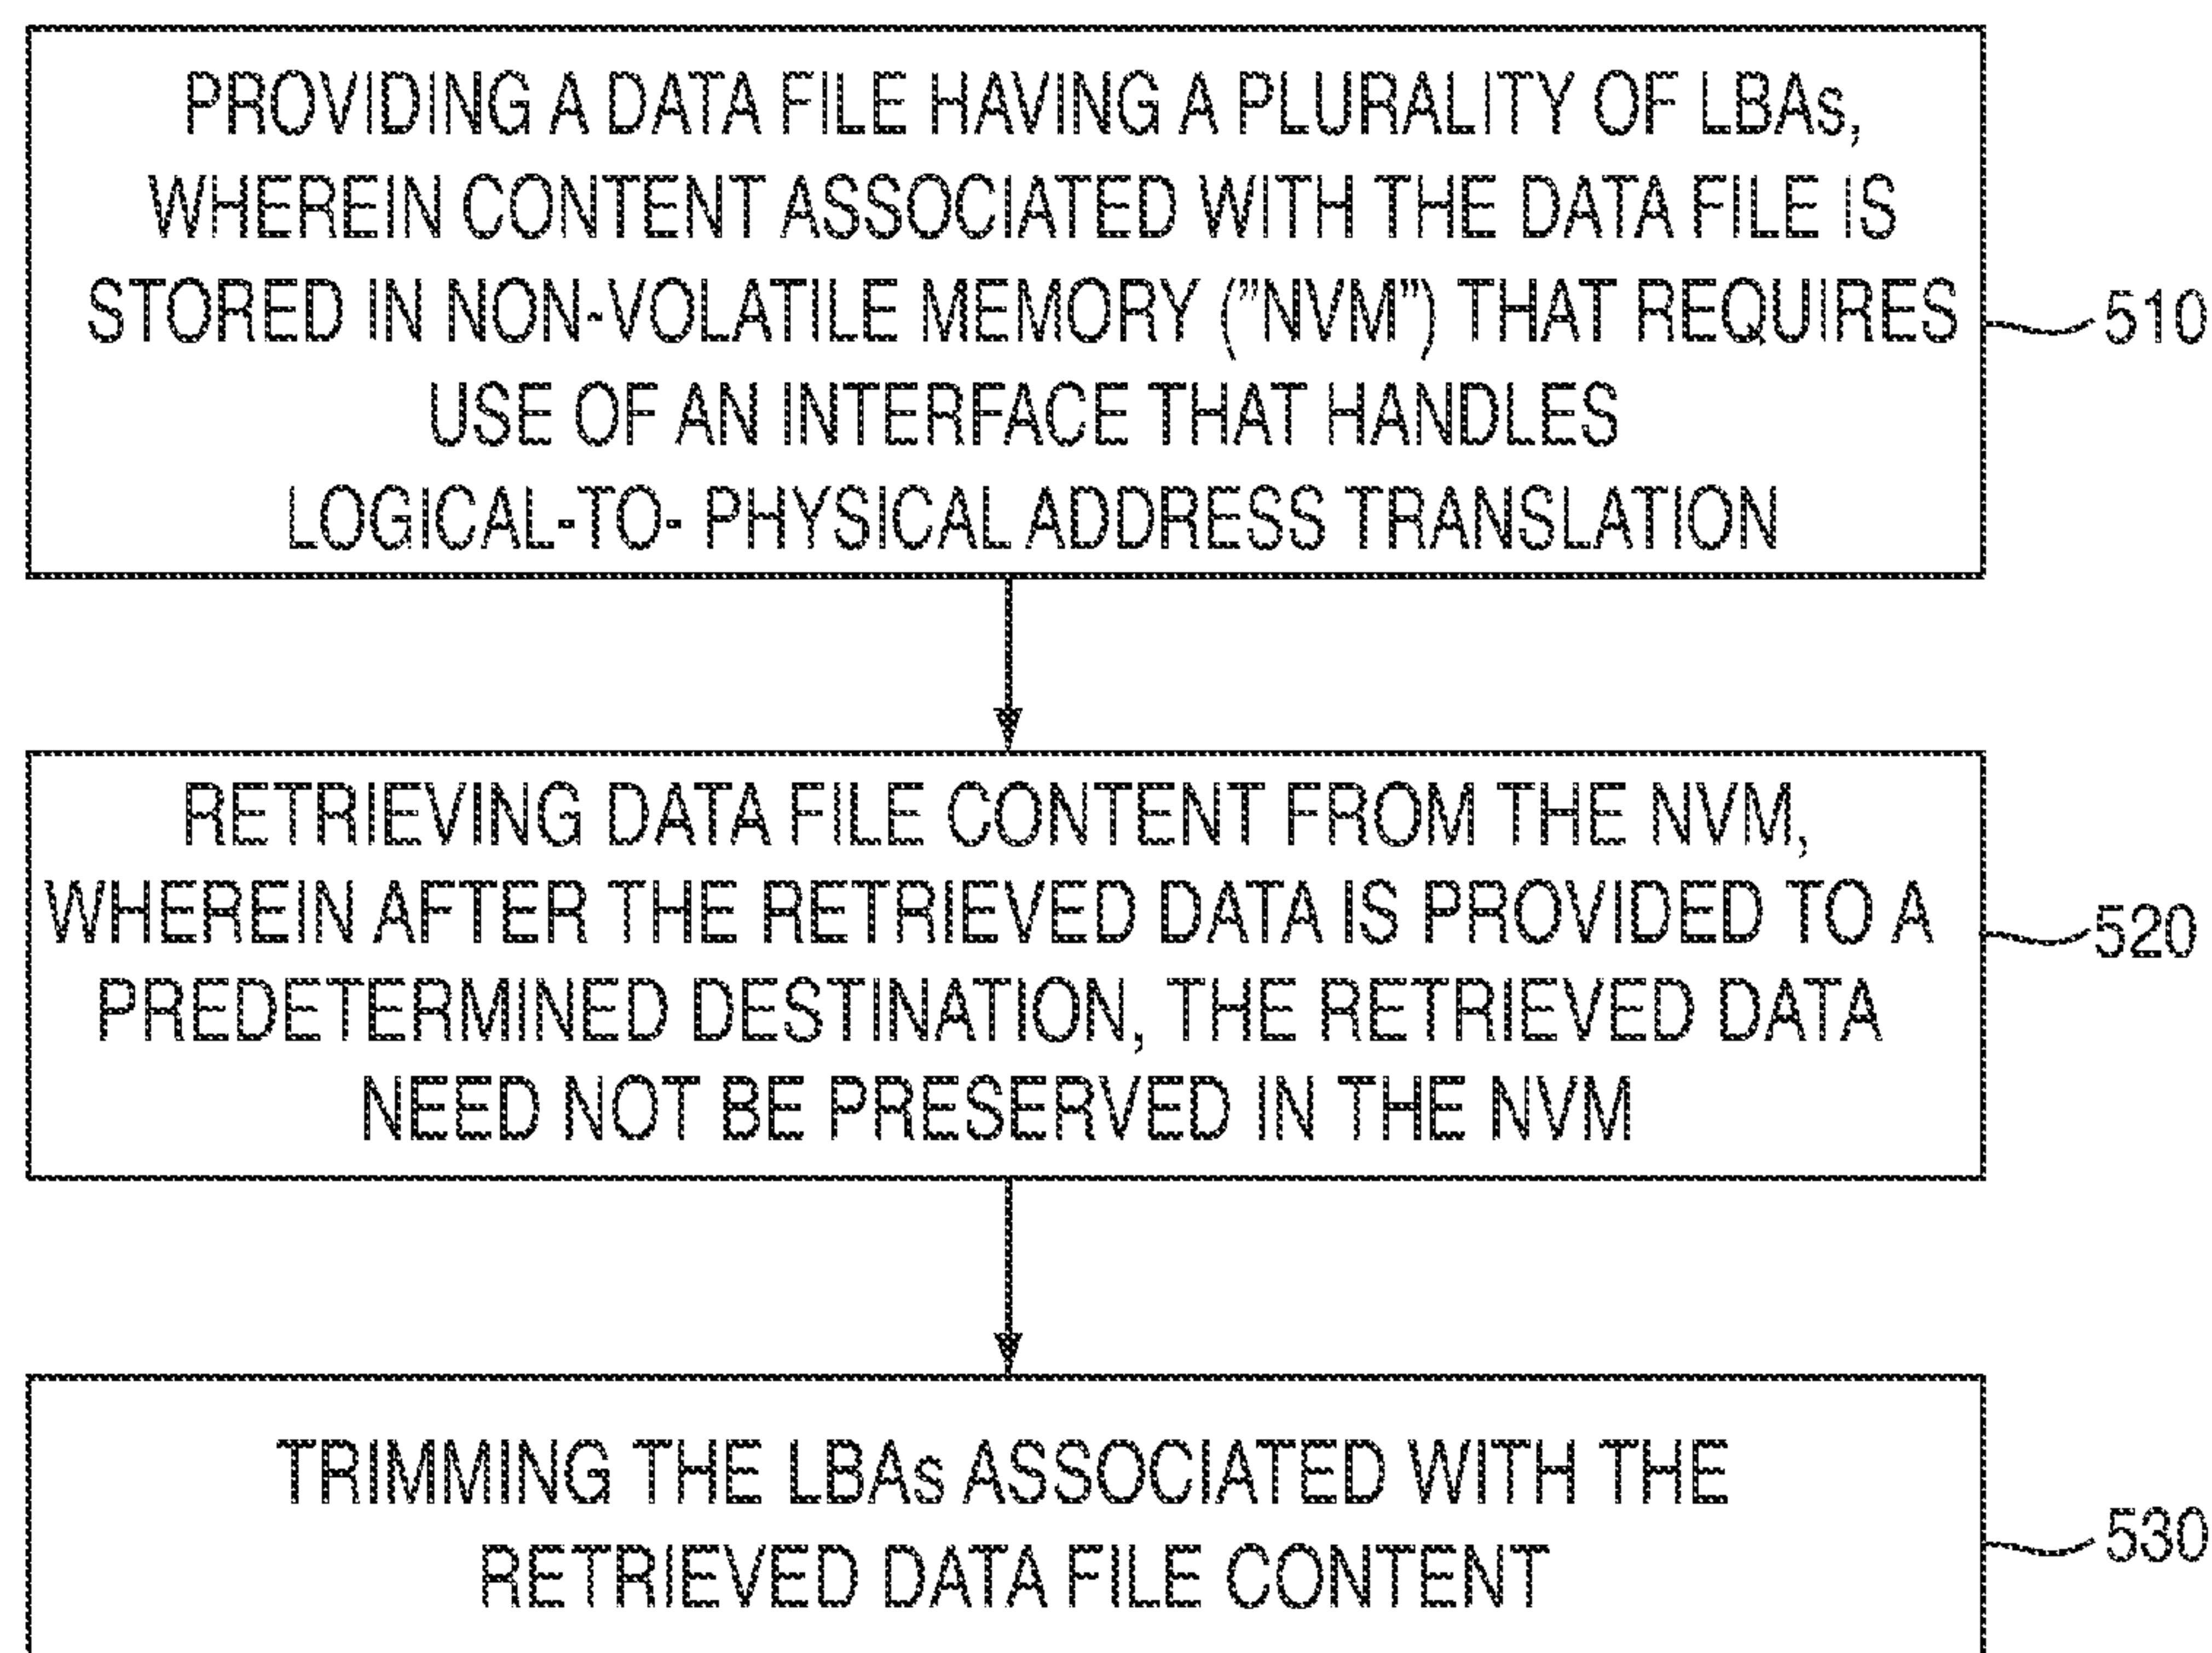 PROVIDING A DATA FILE HAVING A PLURALITY OF LBAs,
WHEREIN CONTENT ASSOCIATED WITH THE DATA FILE IS
STORED IN NON-VOLATILE MEMORY ("NVM") THAT REQUIRES
USE OF AN INTERFACE THAT HANDLES
LOGICAL-TO- PHYSICAL ADDRESS TRANSLATION
510
RETRIEVING DATA FILE CONTENT FROM THE NVM,
WHEREIN AFTER THE RETRIEVED DATA IS PROVIDED TO A
PREDETERMINED DESTINATION, THE RETRIEVED DATA
NEED NOT BE PRESERVED IN THE NVM
520
TRIMMING THE LBAs ASSOCIATED WITH THE
RETRIEVED DATA FILE CONTENT
530